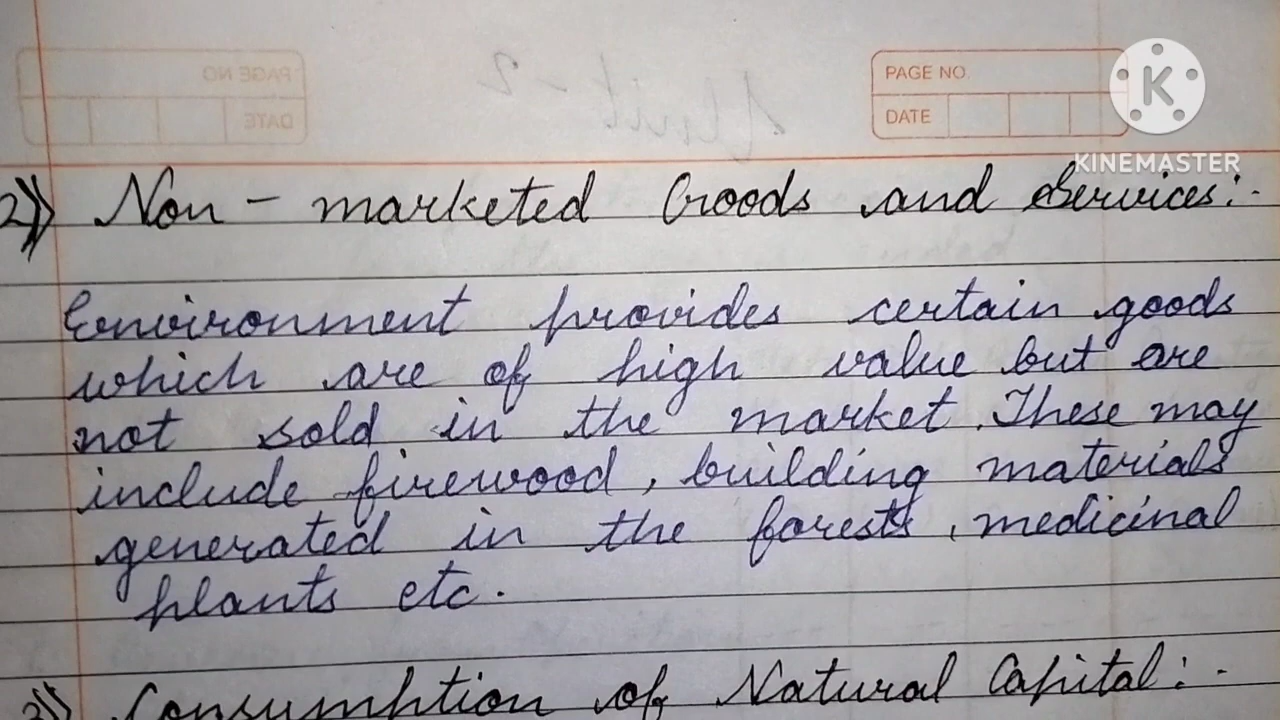 PAGE NO.
DATE
K
KINEMASTER
2) Non - marketed Goods and Services:-
Environment provides certain goods
which are of high value but are
not sold in the market. These may
include firewood, building materials
generated in the forests, medicinal
plants etc.
3) Consumption of Natural Capital:-